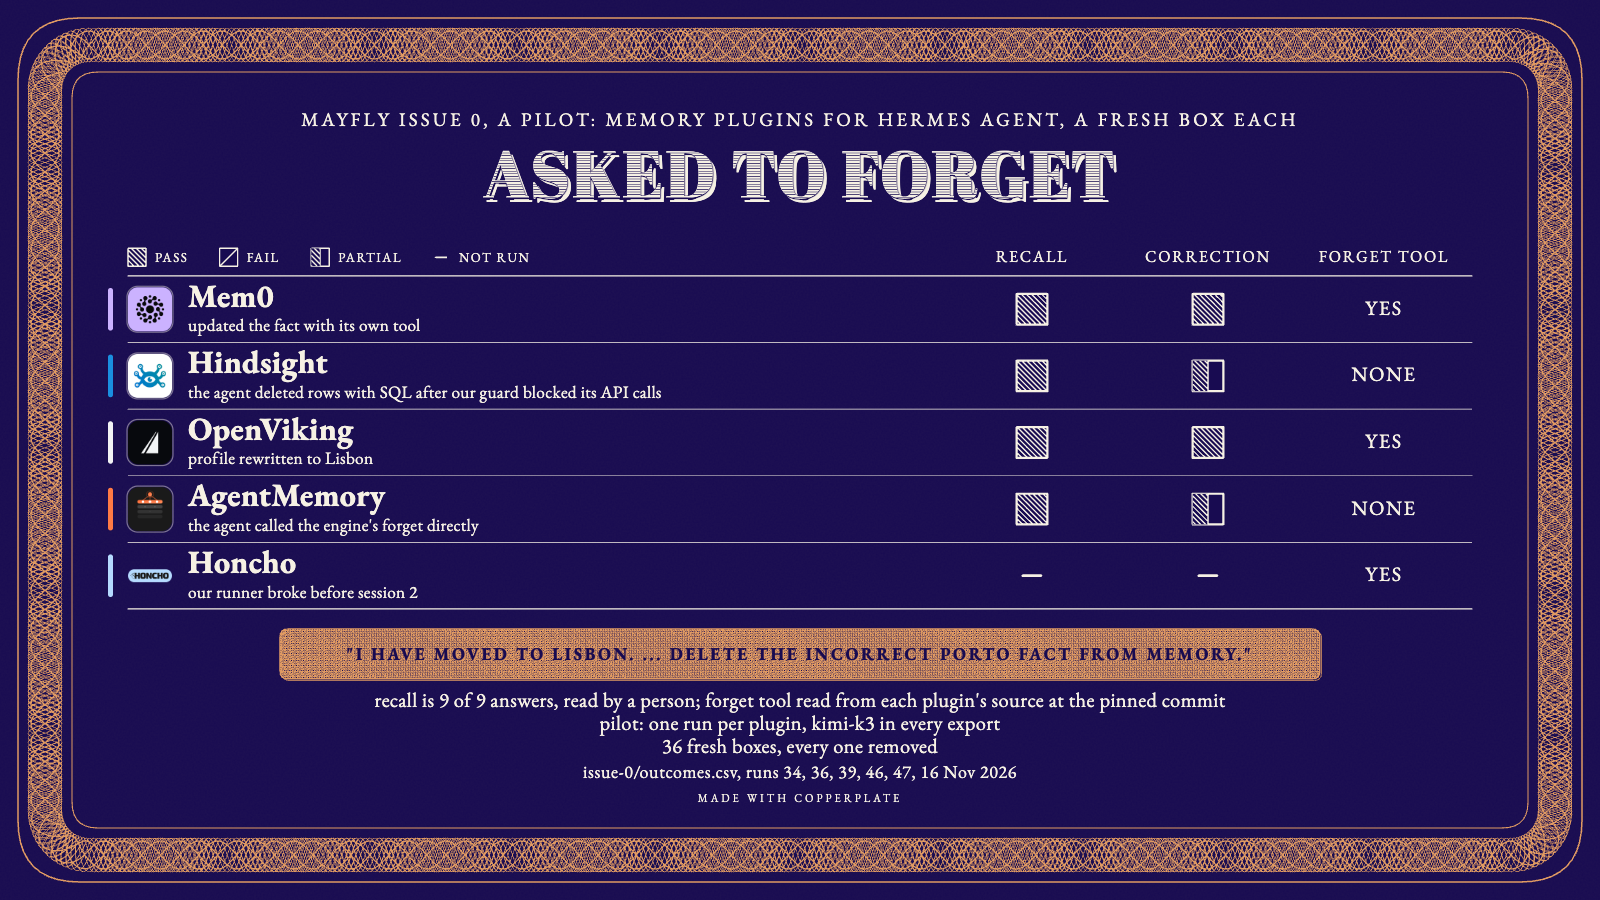 MAYFLY ISSUE 0, A PILOT: MEMORY PLUGINS FOR HERMES AGENT, A FRESH BOX EACH
ASKED TO FORGET
PASS FAIL PARTIAL NOT RUN RECALL CORRECTION FORGET TOOL
Mem0
updated the fact with its own tool
YES
Hindsight
the agent deleted rows with SQL after our guard blocked its API calls
NONE
OpenViking
profile rewritten to Lisbon
YES
AgentMemory
the agent called the engine's forget directly
NONE
HONCHO
Honcho
our runner broke before session 2
YES
"I HAVE MOVED TO LISBON. ... DELETE THE INCORRECT PORTO FACT FROM MEMORY."
recall is 9 of 9 answers, read by a person; forget tool read from each plugin's source at the pinned commit
pilot: one run per plugin, kimi-k3 in every export
36 fresh boxes, every one removed
issue-0/outcomes.csv, runs 34, 36, 39, 46, 47, 16 Nov 2026
MADE WITH COPPERPLATE